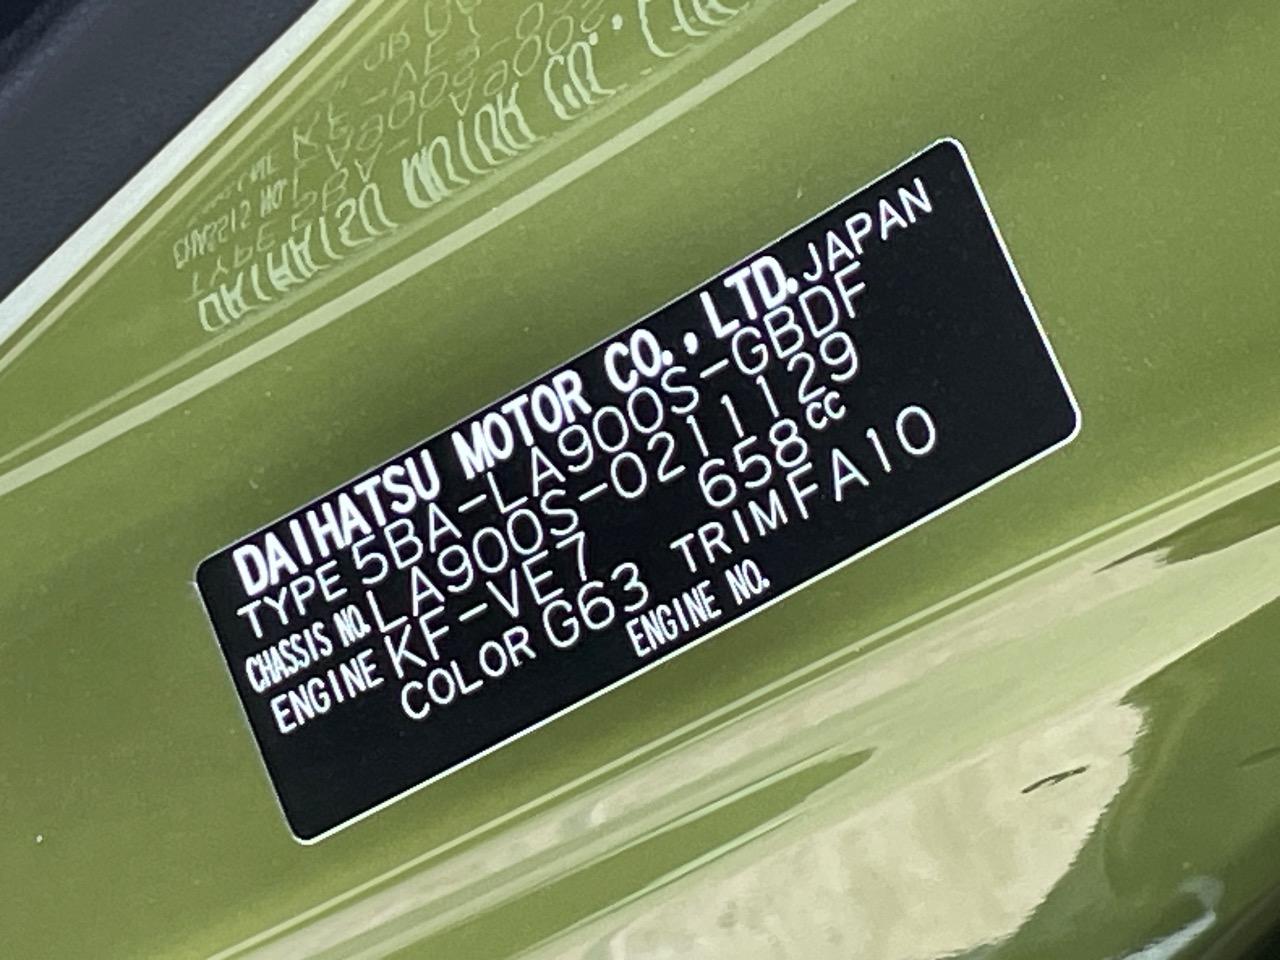 DAIHATSU MOTOR CO., LTD. JAPAN
TYPE 5BA-LA900S-GBDF
CHASSIS NO. LA900S-0211129
ENGINE KF-VE7 658cc
COLOR G63 TRIM FA10
ENGINE NO.